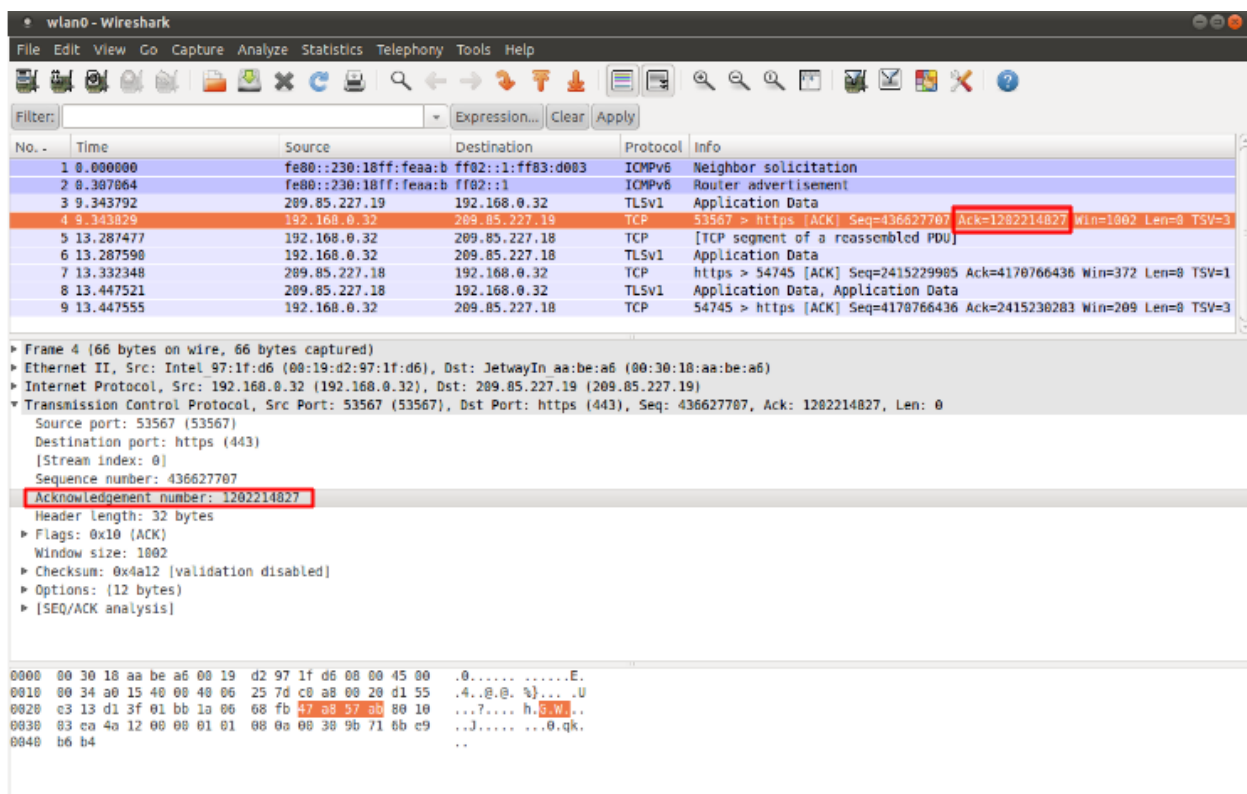 wlan0 - Wireshark
File Edit View Go Capture Analyze Statistics Telephony Tools Help
Filter: Expression... Clear Apply
No. - Time Source Destination Protocol Info
1 0.000000 fe80::230:18ff:feaa:b ff02::1:ff83:d003 ICMPv6 Neighbor solicitation
2 0.307064 fe80::230:18ff:feaa:b ff02::1 ICMPv6 Router advertisement
3 9.343792 209.85.227.19 192.168.0.32 TLSv1 Application Data
4 9.343829 192.168.0.32 209.85.227.19 TCP 53567 > https [ACK] Seq=436627707 Ack=1202214827 Win=1002 Len=0 TSV=3
5 13.287477 192.168.0.32 209.85.227.18 TCP [TCP segment of a reassembled PDU]
6 13.287590 192.168.0.32 209.85.227.18 TLSv1 Application Data
7 13.332348 209.85.227.18 192.168.0.32 TCP https > 54745 [ACK] Seq=2415229905 Ack=4170766436 Win=372 Len=0 TSV=1
8 13.447521 209.85.227.18 192.168.0.32 TLSv1 Application Data, Application Data
9 13.447555 192.168.0.32 209.85.227.18 TCP 54745 > https [ACK] Seq=4170766436 Ack=2415230283 Win=209 Len=0 TSV=3
Frame 4 (66 bytes on wire, 66 bytes captured)
Ethernet II, Src: Intel_97:1f:d6 (00:19:d2:97:1f:d6), Dst: JetwayIn_aa:be:a6 (00:30:18:aa:be:a6)
Internet Protocol, Src: 192.168.0.32 (192.168.0.32), Dst: 209.85.227.19 (209.85.227.19)
Transmission Control Protocol, Src Port: 53567 (53567), Dst Port: https (443), Seq: 436627707, Ack: 1202214827, Len: 0
Source port: 53567 (53567)
Destination port: https (443)
[Stream index: 0]
Sequence number: 436627707
Acknowledgement number: 1202214827
Header length: 32 bytes
Flags: 0x10 (ACK)
Window size: 1002
Checksum: 0x4a12 [validation disabled]
Options: (12 bytes)
[SEQ/ACK analysis]
0000 00 30 18 aa be a6 00 19 d2 97 1f d6 08 00 45 00 .0...... ......E.
0010 00 34 a0 15 40 00 40 06 25 7d c0 a8 00 20 d1 55 .4..@.@. %}... .U
0020 e3 13 d1 3f 01 bb 1a 06 68 fb 47 a8 57 ab 80 10 ...?.... h.G.W...
0030 03 ea 4a 12 00 00 01 01 08 0a 00 30 9b 71 6b c9 ..J..... ...0.qk.
0040 b6 b4 ..